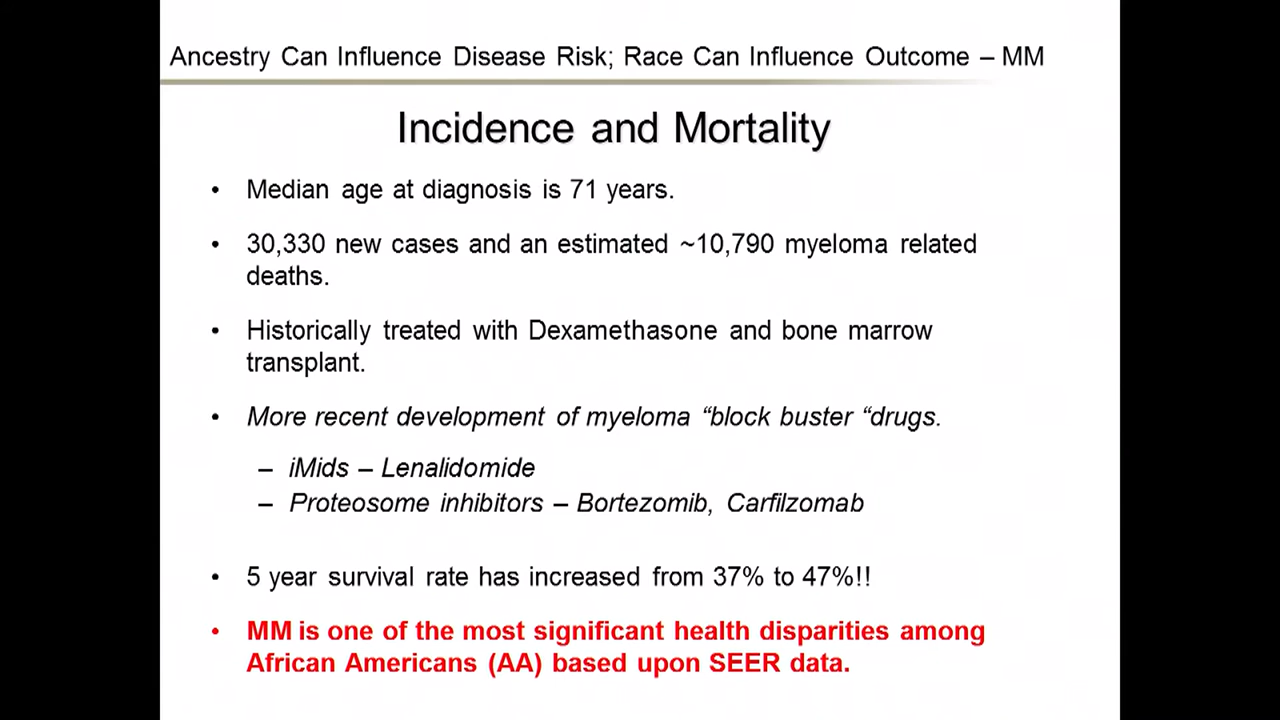 Ancestry Can Influence Disease Risk; Race Can Influence Outcome – MM
Incidence and Mortality
• Median age at diagnosis is 71 years.
• 30,330 new cases and an estimated ~10,790 myeloma related
deaths.
• Historically treated with Dexamethasone and bone marrow
transplant.
• More recent development of myeloma “block buster “drugs.
– iMids – Lenalidomide
– Proteosome inhibitors – Bortezomib, Carfilzomab
• 5 year survival rate has increased from 37% to 47%!!
• MM is one of the most significant health disparities among
African Americans (AA) based upon SEER data.